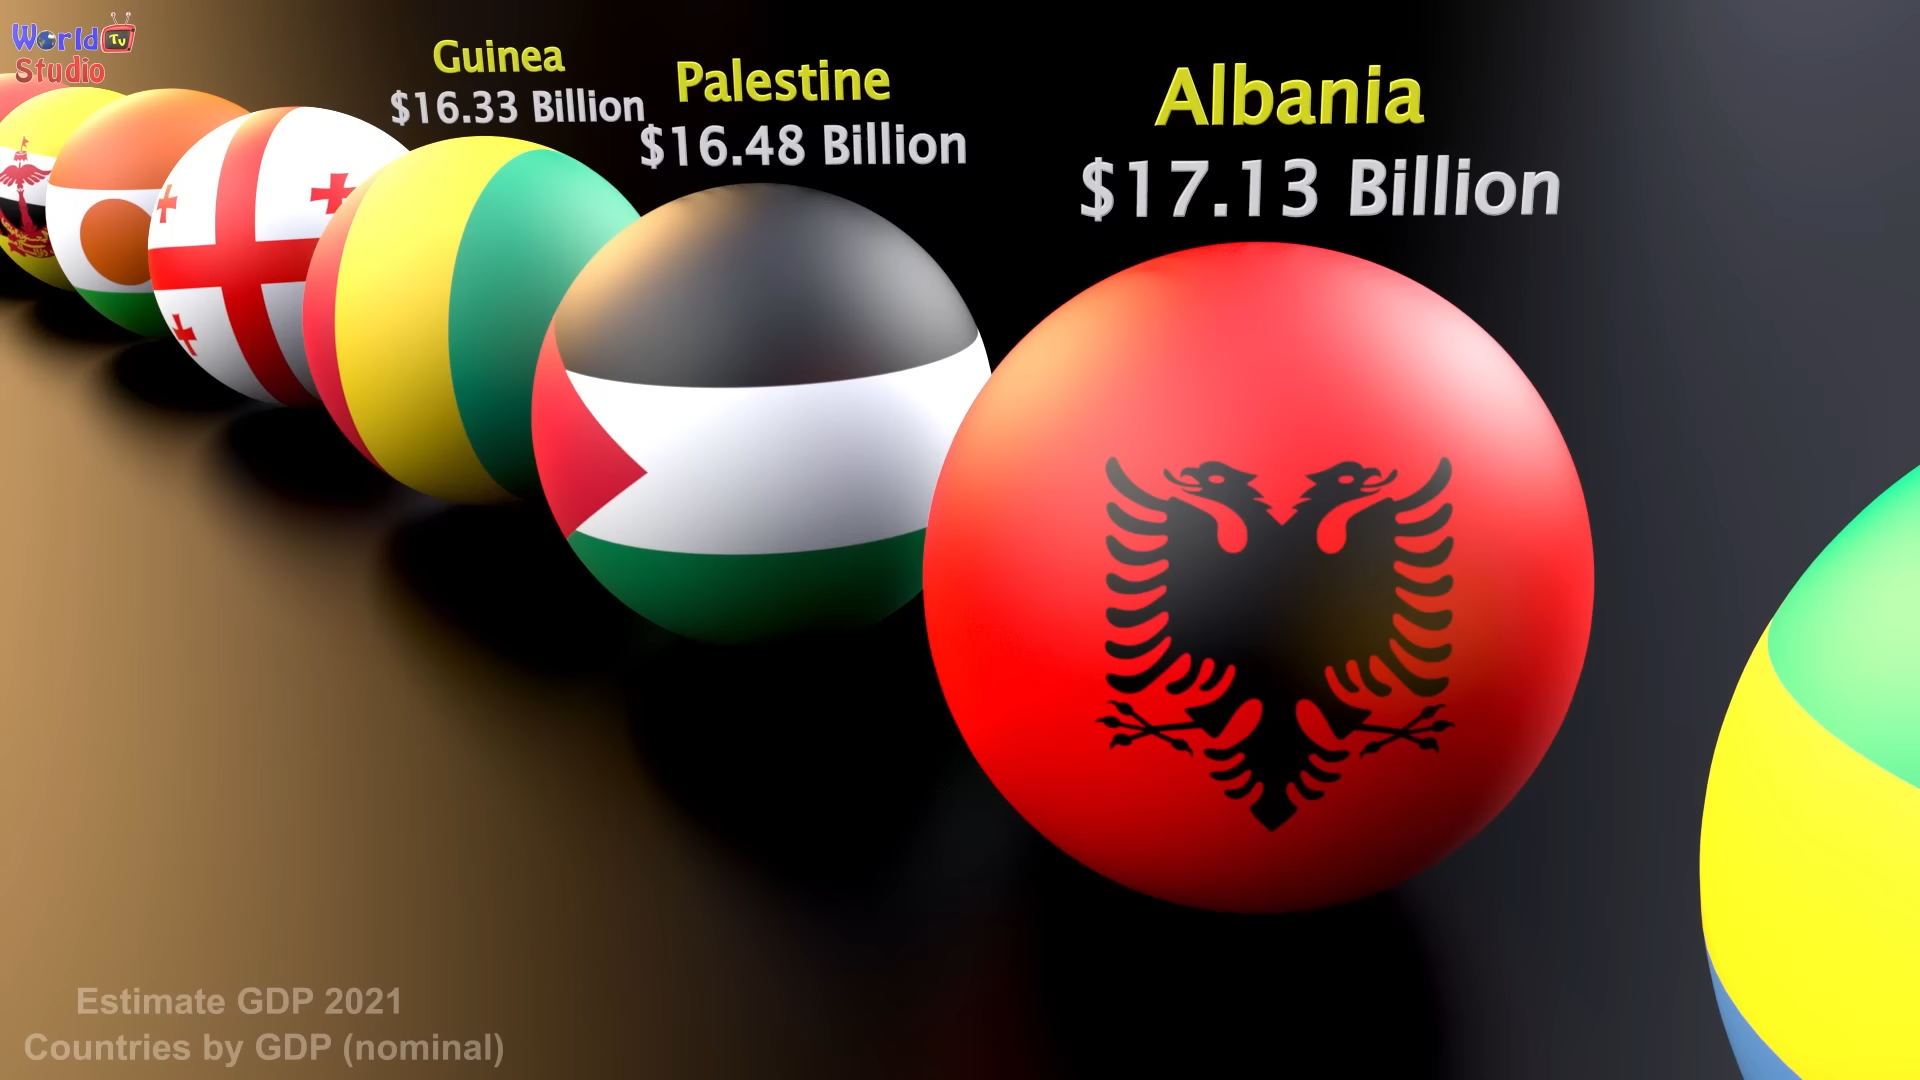 World Tv
Studio
Guinea
$16.33 Billion
Palestine
$16.48 Billion
Albania
$17.13 Billion
Estimate GDP 2021
Countries by GDP (nominal)